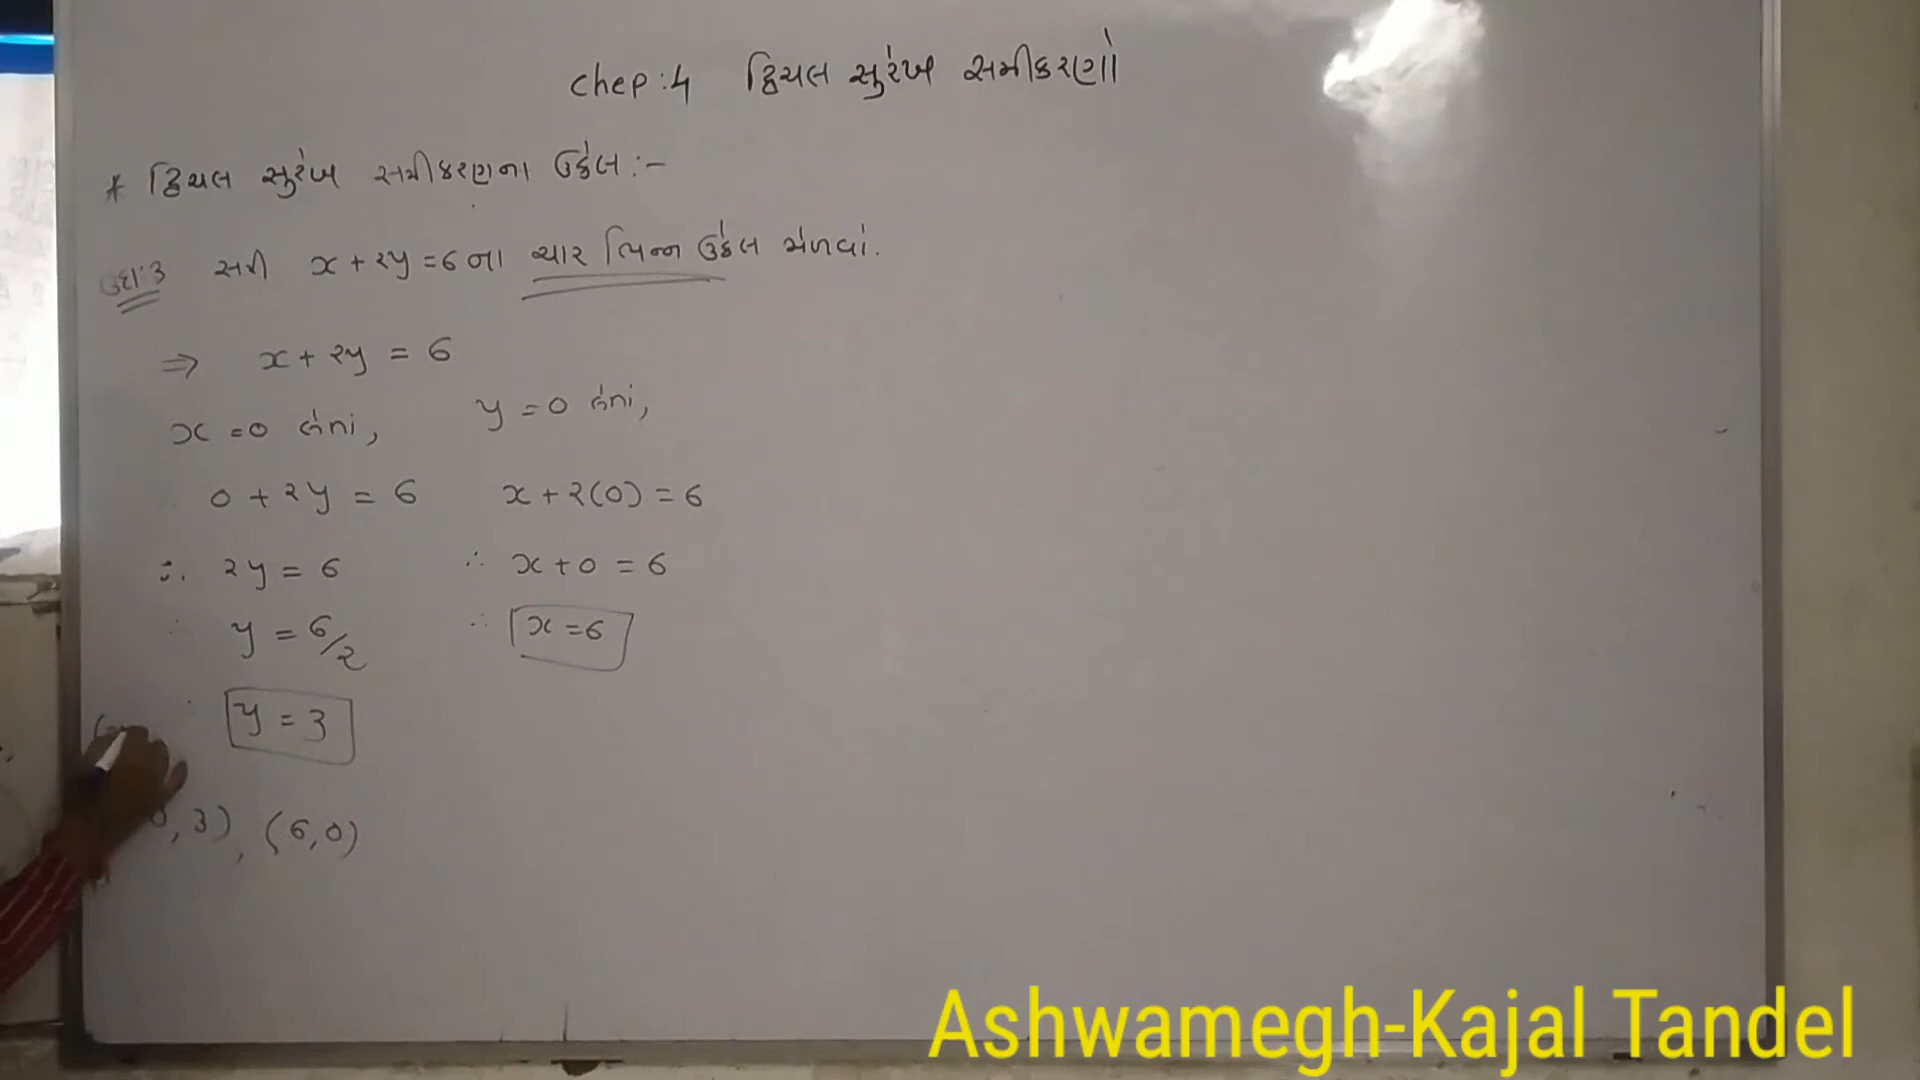 Chep:4 દ્વિચલ સુરેખ સમીકરણો
* દ્વિચલ સુરેખ સમીકરણના ઉકેલ :-
ઉદા:૩ સમી x + 2y = 6 ના ચાર ભિન્ન ઉકેલ મેળવો.
⇒ x + 2y = 6
x = 0 લેતાં, y = 0 લેતાં,
0 + 2y = 6 x + 2(0) = 6
∴ 2y = 6 ∴ x + 0 = 6
y = 6/2 ∴ x = 6
y = 3
, 3), (6,0)
Ashwamegh-Kajal Tandel